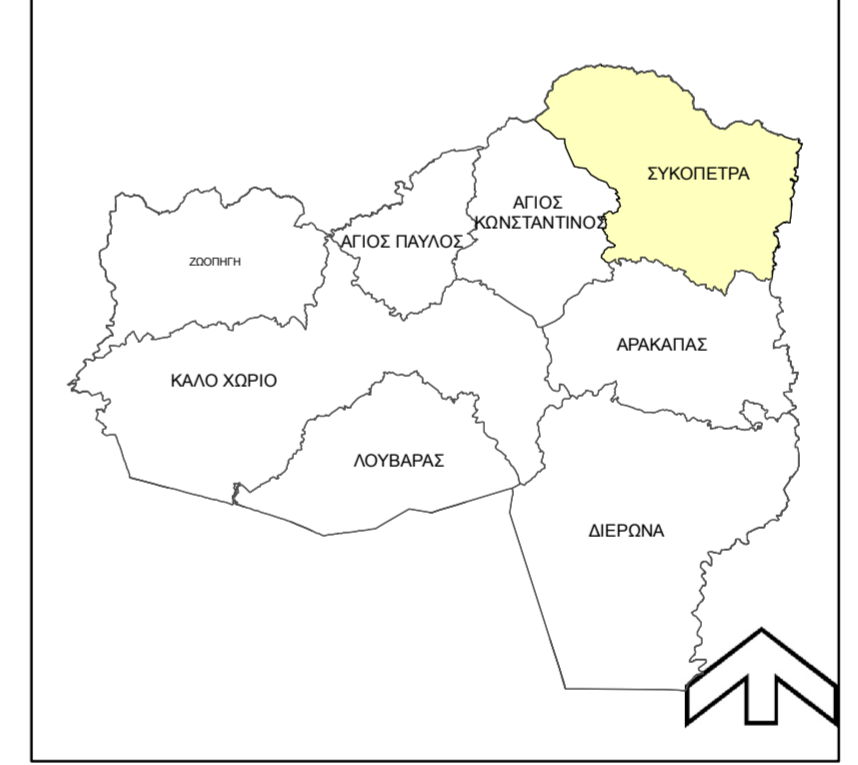 ΣΥΚΟΠΕΤΡΑ
ΑΓΙΟΣ
ΚΩΝΣΤΑΝΤΙΝΟΣ
ΑΓΙΟΣ ΠΑΥΛΟΣ
ΖΩΟΠΗΓΗ
ΑΡΑΚΑΠΑΣ
ΚΑΛΟ ΧΩΡΙΟ
ΛΟΥΒΑΡΑΣ
ΔΙΕΡΩΝΑ